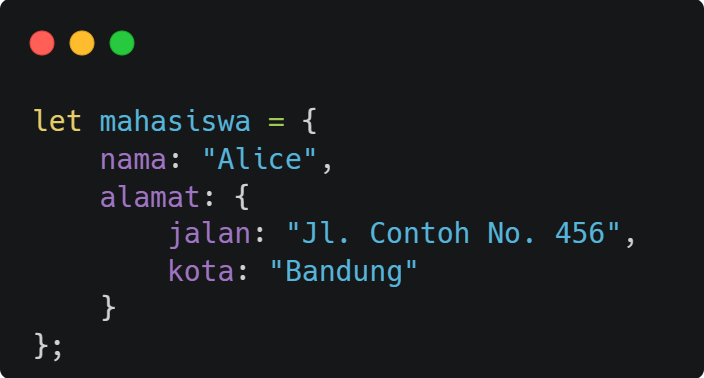 let mahasiswa = {
    nama: "Alice",
    alamat: {
        jalan: "Jl. Contoh No. 456",
        kota: "Bandung"
    }
};